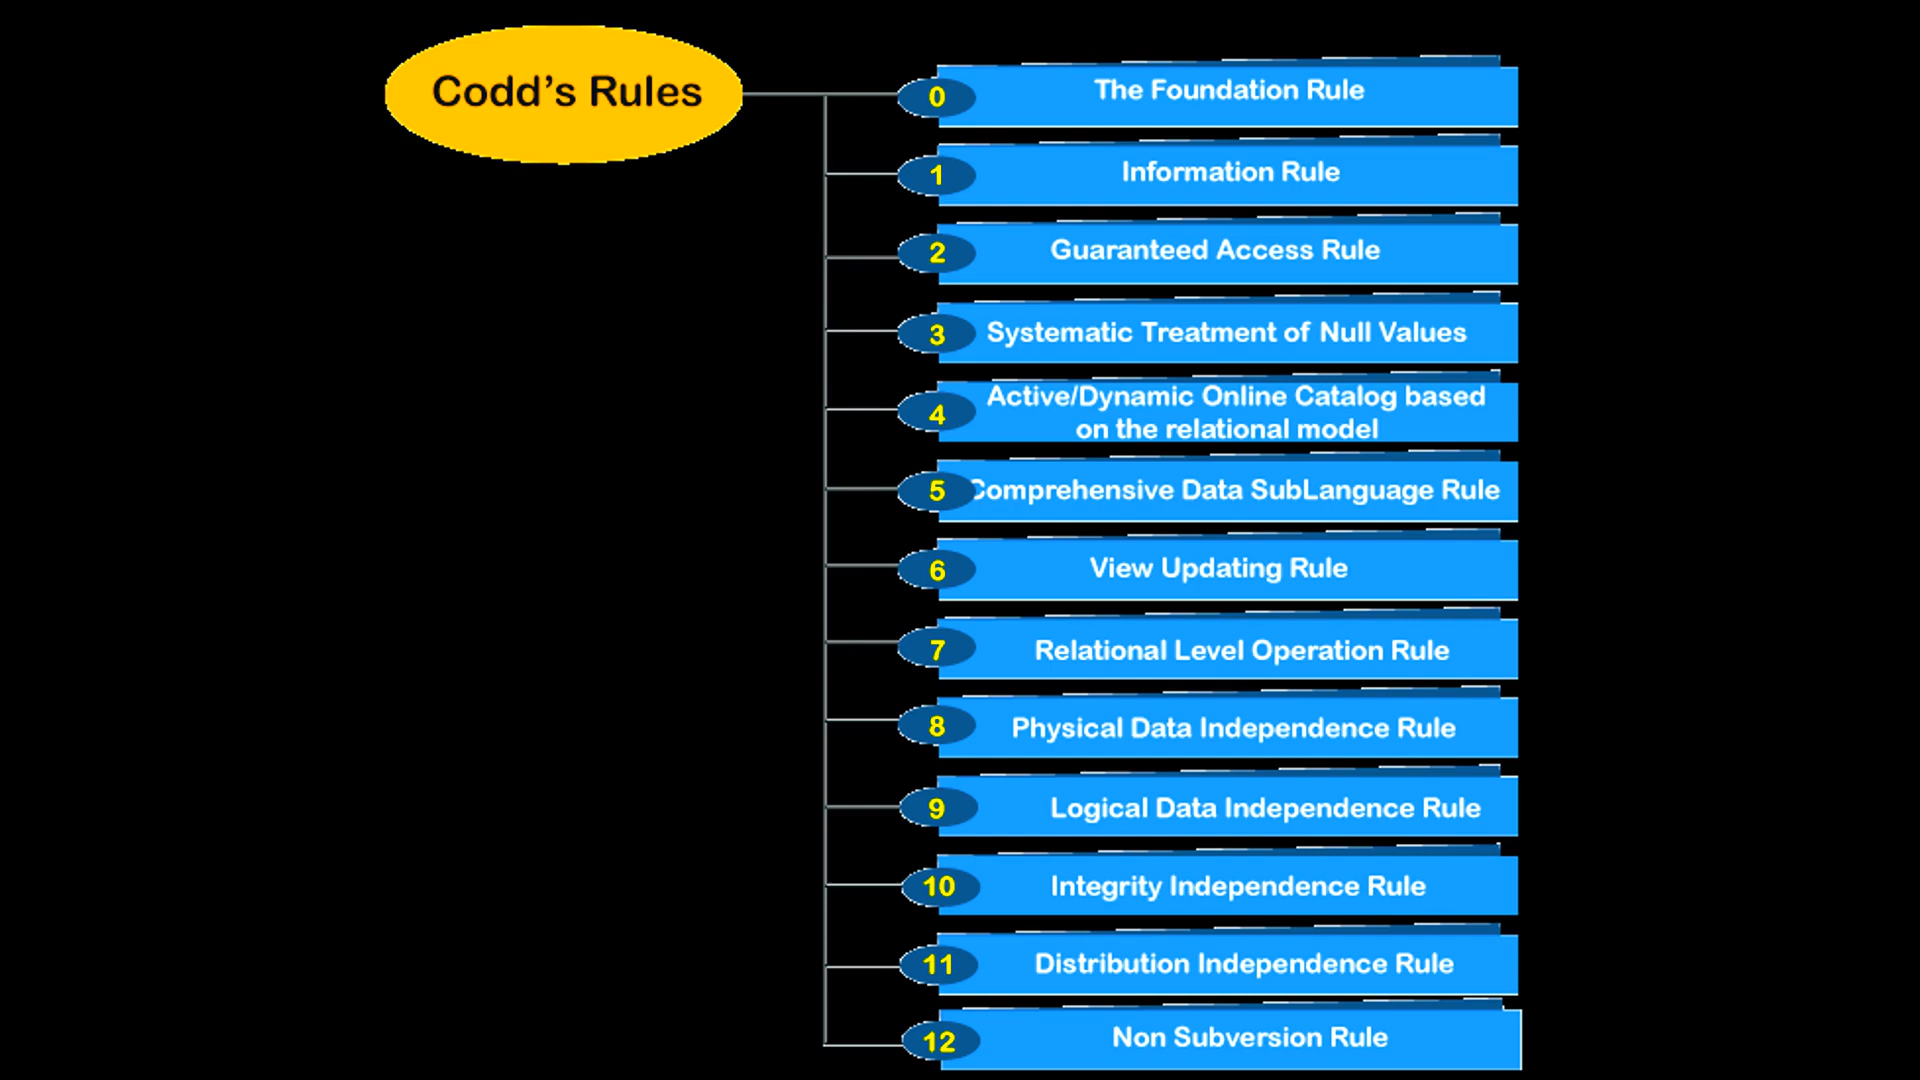 Codd's Rules
0 The Foundation Rule
1 Information Rule
2 Guaranteed Access Rule
3 Systematic Treatment of Null Values
4 Active/Dynamic Online Catalog based
on the relational model
5 Comprehensive Data SubLanguage Rule
6 View Updating Rule
7 Relational Level Operation Rule
8 Physical Data Independence Rule
9 Logical Data Independence Rule
10 Integrity Independence Rule
11 Distribution Independence Rule
12 Non Subversion Rule